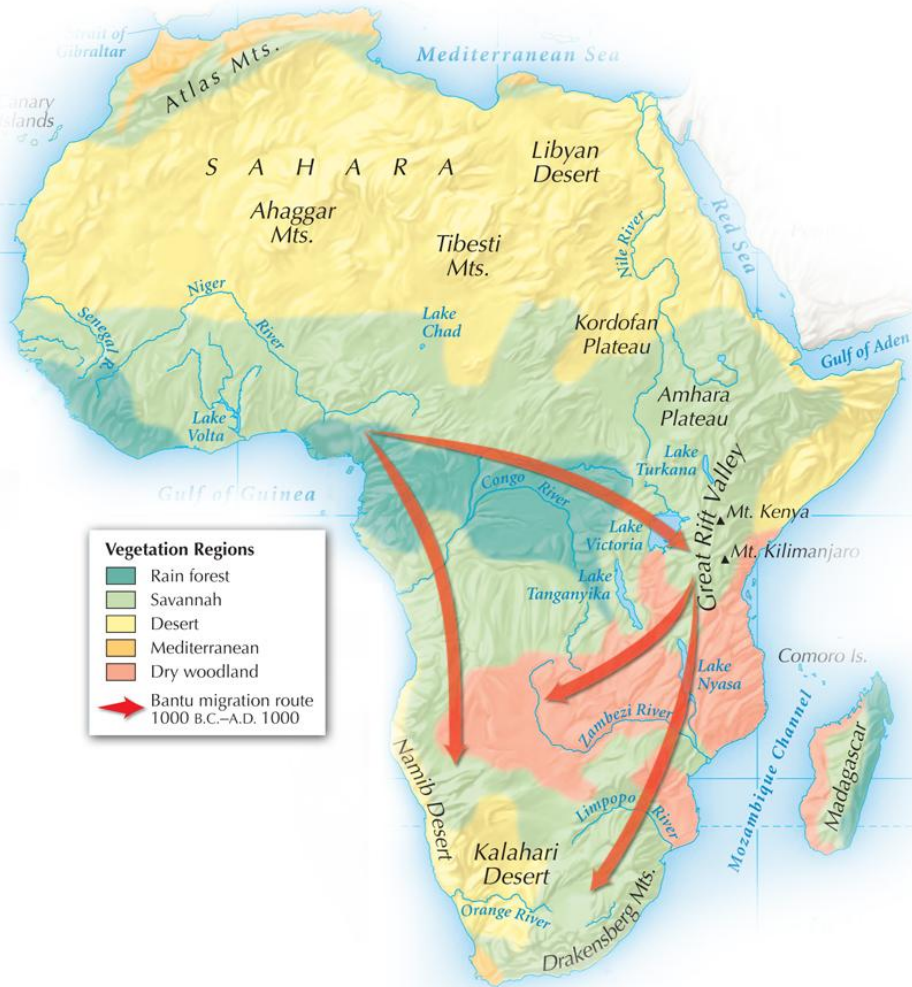 Strait of
Gibraltar
Mediterranean Sea
Atlas Mts.
Canary
Islands
SAHARA
Libyan
Desert
Ahaggar
Mts.
Tibesti
Mts.
Nile River
Red Sea
Niger
River
Senegal R.
Lake
Chad
Kordofan
Plateau
Gulf of Aden
Amhara
Plateau
Lake
Volta
Lake
Turkana
Gulf of Guinea
Congo
River
Great Rift Valley
Mt. Kenya
Lake
Victoria
Mt. Kilimanjaro
Lake
Tanganyika
Vegetation Regions
Rain forest
Savannah
Desert
Mediterranean
Dry woodland
Bantu migration route
1000 B.C.–A.D. 1000
Comoro Is.
Lake
Nyasa
Zambezi River
Mozambique Channel
Madagascar
Namib Desert
Limpopo
River
Kalahari
Desert
Orange River
Drakensberg Mts.